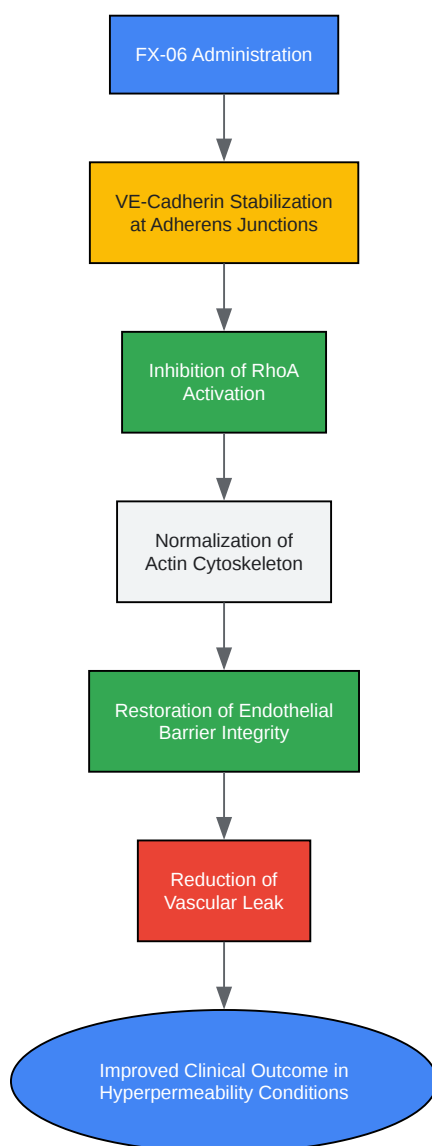 FX-06 Administration
VE-Cadherin Stabilization
at Adherens Junctions
Inhibition of RhoA
Activation
Normalization of
Actin Cytoskeleton
Restoration of Endothelial
Barrier Integrity
Reduction of
Vascular Leak
Improved Clinical Outcome in
Hyperpermeability Conditions